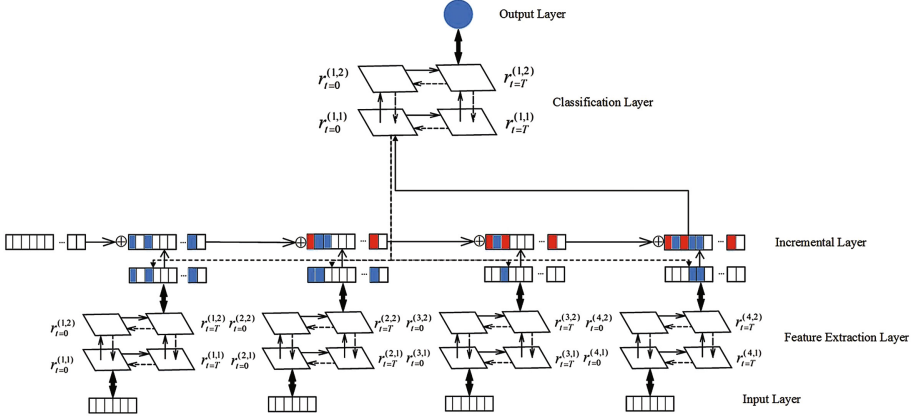 Output Layer
r_{t=0}^{(1,2)} r_{t=T}^{(1,2)}
Classification Layer
r_{t=0}^{(1,1)} r_{t=T}^{(1,1)}
... ⊕ ... ⊕ ... ⊕ ... ⊕ ...
Incremental Layer
... ... ... ...
r_{t=0}^{(1,2)} r_{t=T}^{(1,2)} r_{t=0}^{(2,2)} r_{t=T}^{(2,2)} r_{t=0}^{(3,2)} r_{t=T}^{(3,2)} r_{t=0}^{(4,2)} r_{t=T}^{(4,2)}
Feature Extraction Layer
r_{t=0}^{(1,1)} r_{t=T}^{(1,1)} r_{t=0}^{(2,1)} r_{t=T}^{(2,1)} r_{t=0}^{(3,1)} r_{t=T}^{(3,1)} r_{t=0}^{(4,1)} r_{t=T}^{(4,1)}
Input Layer